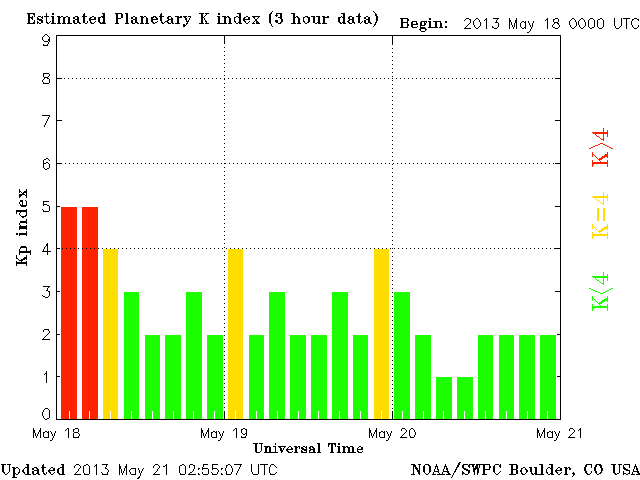 Estimated Planetary K index (3 hour data) Begin: 2013 May 18 0000 UTC
9
8
7
6
5
4
3
2
1
0
Kp index
K>4
K=4
K<4
May 18 May 19 May 20 May 21
Universal Time
Updated 2013 May 21 02:55:07 UTC NOAA/SWPC Boulder, CO USA